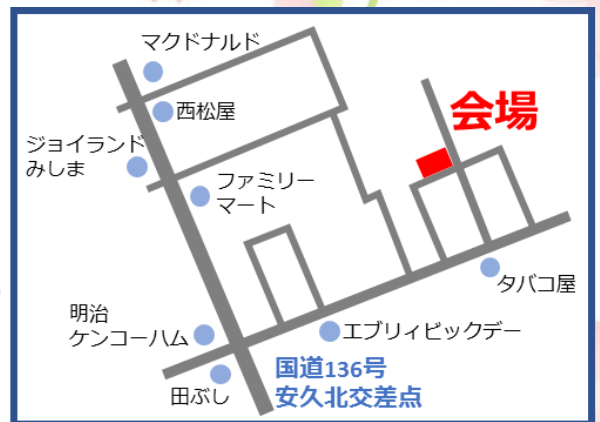 マクドナルド
西松屋
会場
ジョイランド
みしま
ファミリー
マート
タバコ屋
明治
ケンコーハム
エブリィビックデー
田ぶし
国道136号
安久北交差点